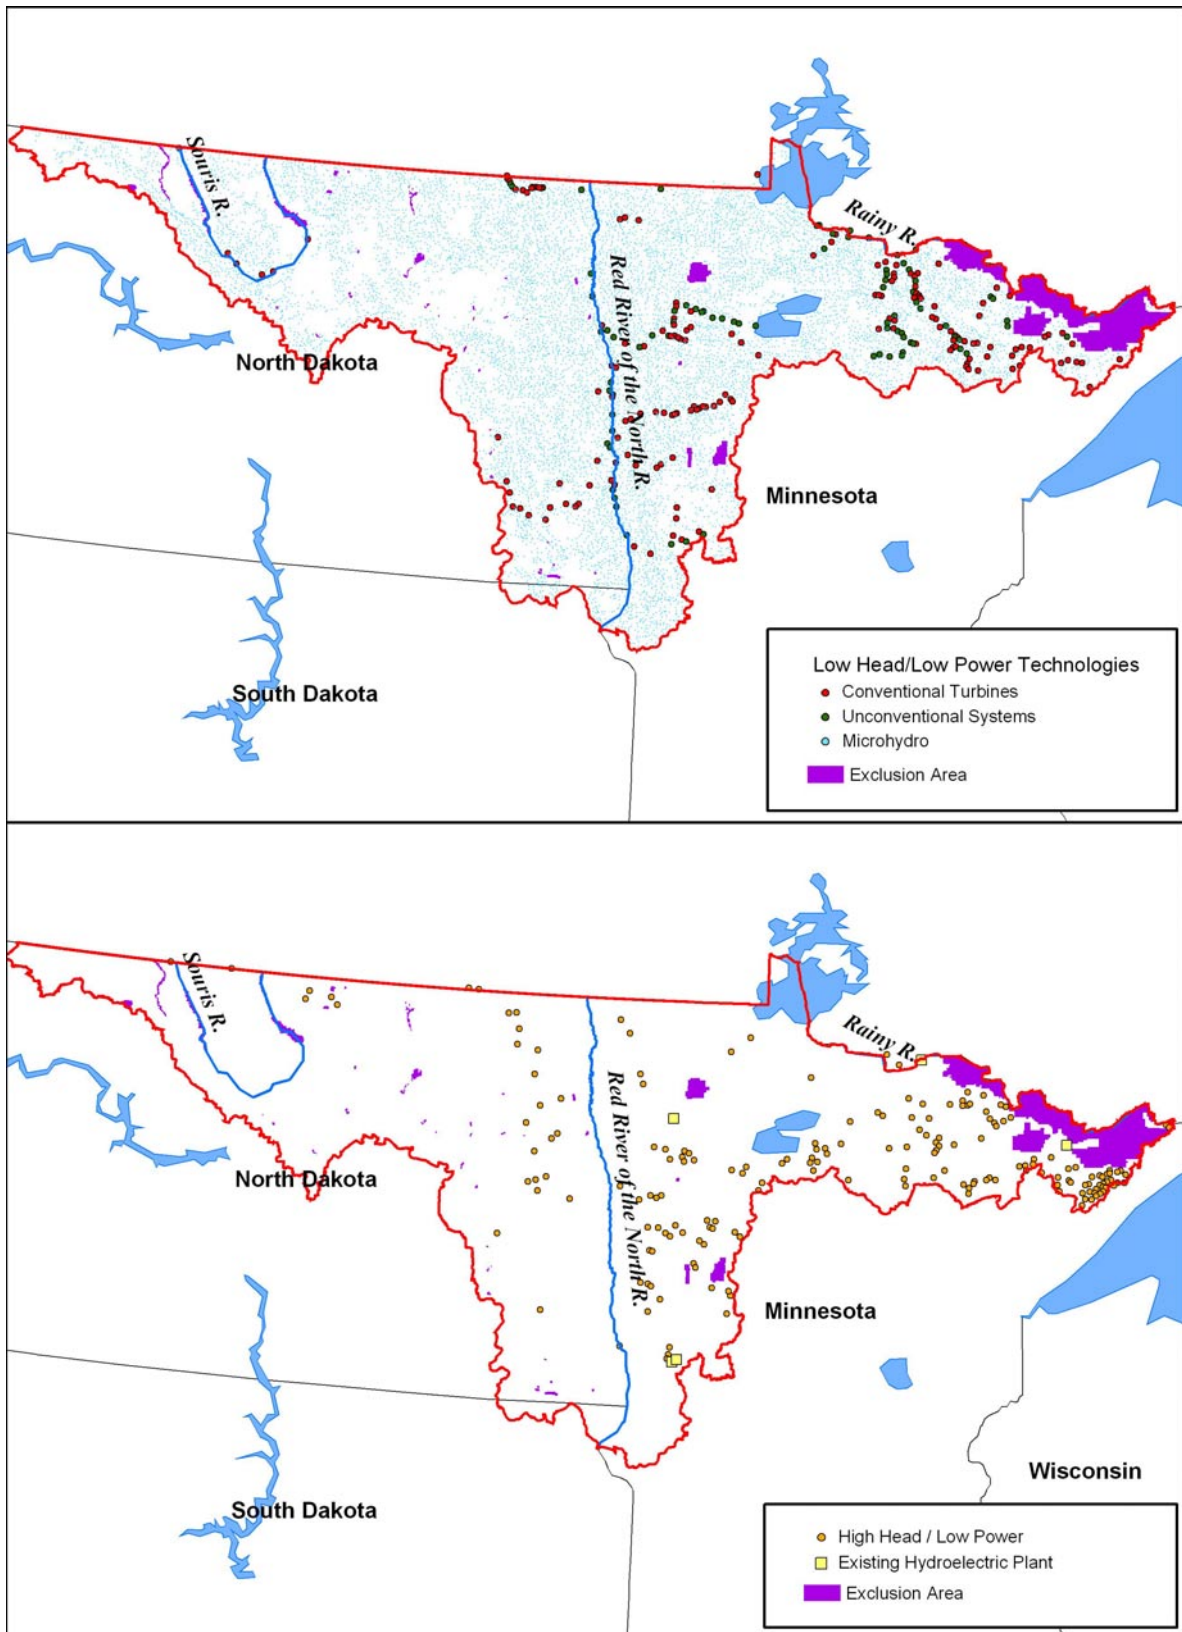 Souris R.
Rainy R.
Red River of the North R.
North Dakota
Minnesota
South Dakota
Low Head/Low Power Technologies
Conventional Turbines
Unconventional Systems
Microhydro
Exclusion Area
Souris R.
Rainy R.
Red River of the North R.
North Dakota
Minnesota
Wisconsin
South Dakota
High Head / Low Power
Existing Hydroelectric Plant
Exclusion Area